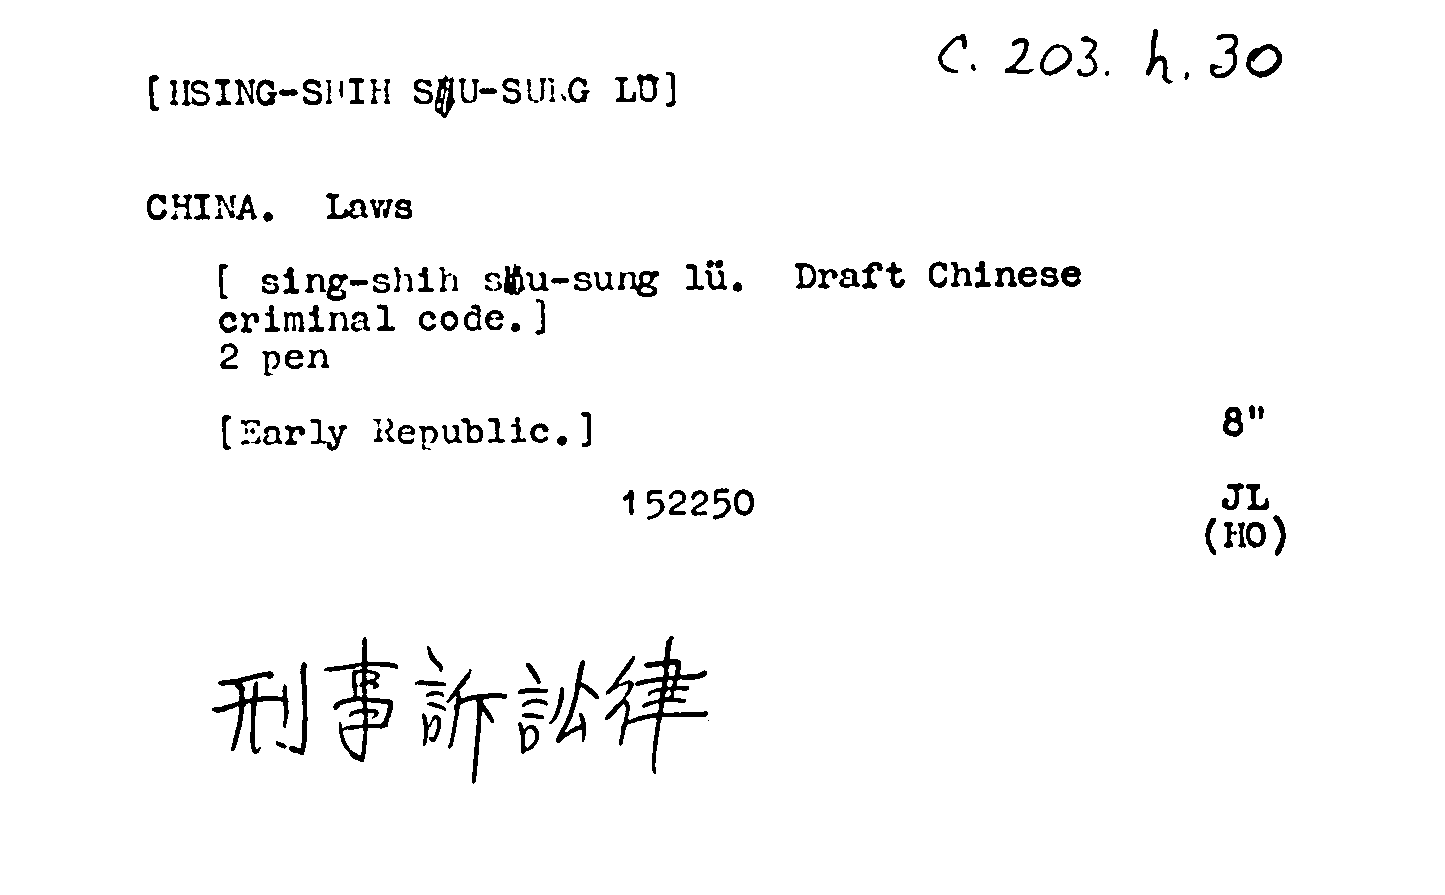 C. 203. h. 30
[HSING-SHIH SU-SUNG LÜ]
CHINA. Laws
[ sing-shih su-sung lü. Draft Chinese
criminal code.]
2 pen
[Early Republic.] 8"
152250 JL
(HO)
刑事訴訟律